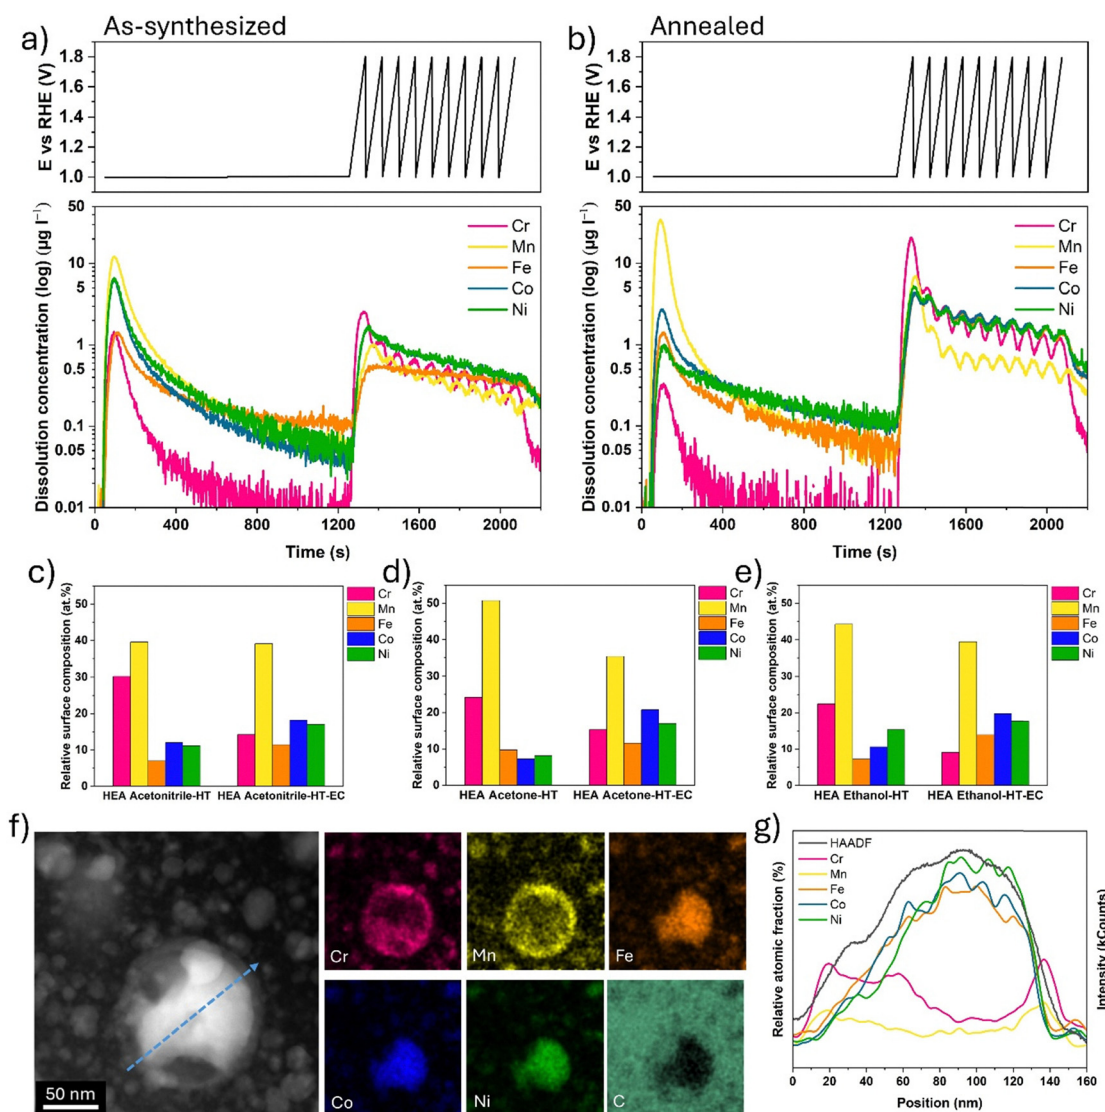 As-synthesized
a)
E vs RHE (V)
1.8
1.6
1.4
1.2
1.0
Dissolution concentration (log) (µg l⁻¹)
50
10
5
1
0.5
0.1
0.05
0.01
Cr
Mn
Fe
Co
Ni
0 400 800 1200 1600 2000
Time (s)
Annealed
b)
E vs RHE (V)
1.8
1.6
1.4
1.2
1.0
Dissolution concentration (log) (µg l⁻¹)
50
10
5
1
0.5
0.1
0.05
0.01
Cr
Mn
Fe
Co
Ni
0 400 800 1200 1600 2000
Time (s)
c)
Relative surface composition (at.%)
50
40
30
20
10
0
Cr
Mn
Fe
Co
Ni
HEA Acetonitrile-HT HEA Acetonitrile-HT-EC
d)
Relative surface composition (at.%)
50
40
30
20
10
0
Cr
Mn
Fe
Co
Ni
HEA Acetone-HT HEA Acetone-HT-EC
e)
Relative surface composition (at.%)
50
40
30
20
10
0
Cr
Mn
Fe
Co
Ni
HEA Ethanol-HT HEA Ethanol-HT-EC
f)
50 nm
Cr
Mn
Fe
Co
Ni
C
g)
Relative atomic fraction (%)
HAADF
Cr
Mn
Fe
Co
Ni
Intensity (kCounts)
0 20 40 60 80 100 120 140 160
Position (nm)